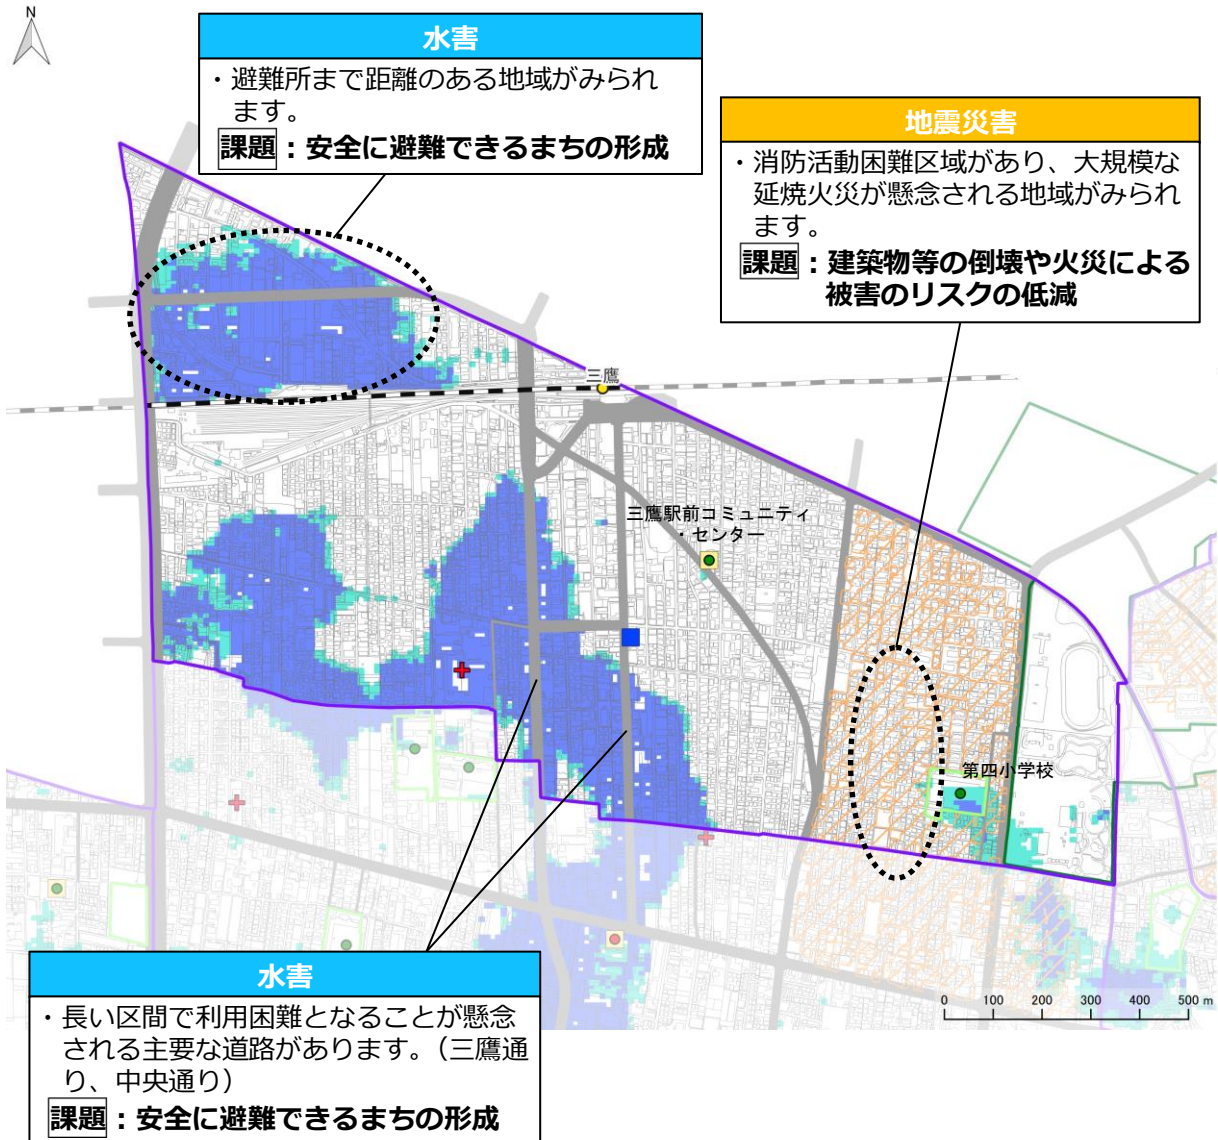 N
水害
・避難所まで距離のある地域がみられ
ます。
課題：安全に避難できるまちの形成
地震災害
・消防活動困難区域があり、大規模な
延焼火災が懸念される地域がみられ
ます。
課題：建築物等の倒壊や火災による
被害のリスクの低減
三鷹
三鷹駅前コミュニティ
・センター
第四小学校
水害
・長い区間で利用困難となることが懸念
される主要な道路があります。（三鷹通
り、中央通り）
課題：安全に避難できるまちの形成
0 100 200 300 400 500 m